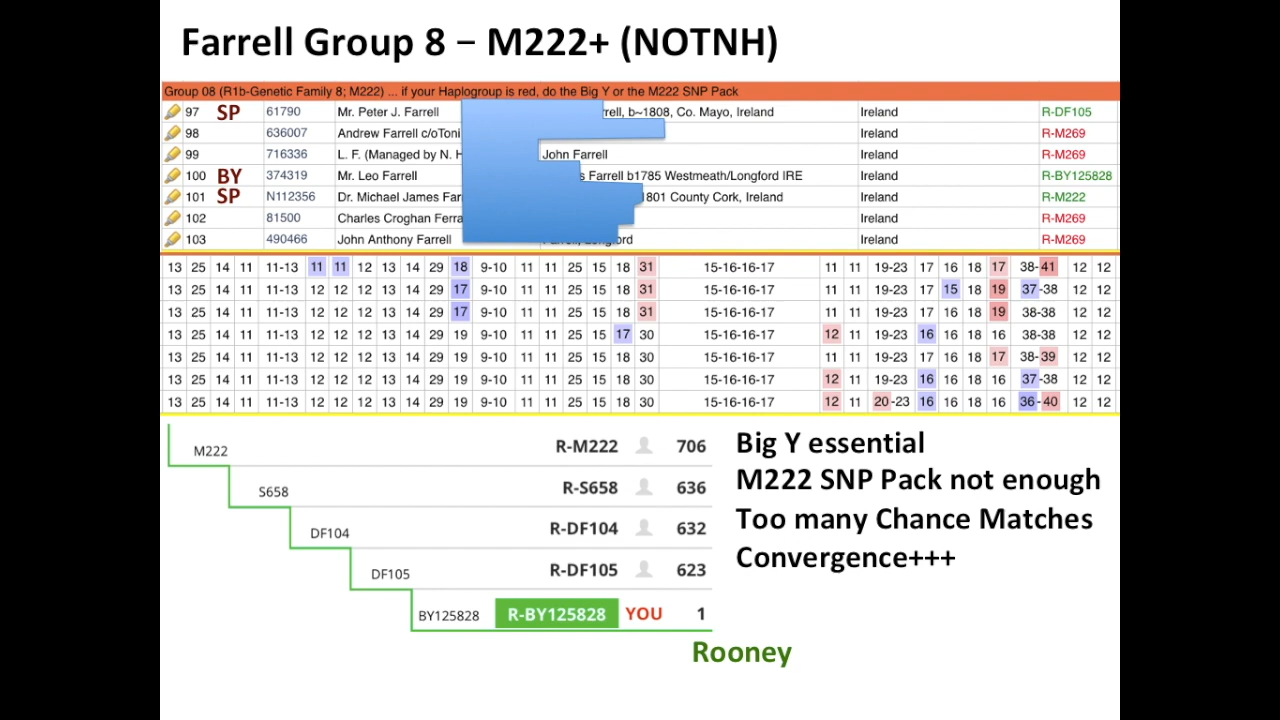 Farrell Group 8 – M222+ (NOTNH)
Group 08 (R1b-Genetic Family 8; M222) ... if your Haplogroup is red, do the Big Y or the M222 SNP Pack
97 SP 61790 Mr. Peter J. Farrell rrell, b~1808, Co. Mayo, Ireland Ireland R-DF105
98 636007 Andrew Farrell c/oToni Ireland R-M269
99 716336 L. F. (Managed by N. H John Farrell Ireland R-M269
100 BY 374319 Mr. Leo Farrell s Farrell b1785 Westmeath/Longford IRE Ireland R-BY125828
101 SP N112356 Dr. Michael James Far 1801 County Cork, Ireland Ireland R-M222
102 81500 Charles Croghan Ferra Ireland R-M269
103 490466 John Anthony Farrell Ireland R-M269
13 25 14 11 11-13 11 11 12 13 14 29 18 9-10 11 11 25 15 18 31 15-16-16-17 11 11 19-23 17 16 18 17 38-41 12 12
13 25 14 11 11-13 12 12 12 13 14 29 17 9-10 11 11 25 15 18 31 15-16-16-17 11 11 19-23 17 15 18 19 37-38 12 12
13 25 14 11 11-13 12 12 12 13 14 29 17 9-10 11 11 25 15 18 31 15-16-16-17 11 11 19-23 17 16 18 19 38-38 12 12
13 25 14 11 11-13 12 12 12 13 14 29 19 9-10 11 11 25 15 17 30 15-16-16-17 12 11 19-23 16 16 18 16 38-38 12 12
13 25 14 11 11-13 12 12 12 13 14 29 19 9-10 11 11 25 15 18 30 15-16-16-17 11 11 19-23 17 16 18 17 38-39 12 12
13 25 14 11 11-13 12 12 12 13 14 29 19 9-10 11 11 25 15 18 30 15-16-16-17 12 11 19-23 16 16 18 16 37-38 12 12
13 25 14 11 11-13 12 12 12 13 14 29 19 9-10 11 11 25 15 18 30 15-16-16-17 12 11 20-23 16 16 18 16 36-40 12 12
M222 R-M222 706
S658 R-S658 636
DF104 R-DF104 632
DF105 R-DF105 623
BY125828 R-BY125828 YOU 1
Rooney
Big Y essential
M222 SNP Pack not enough
Too many Chance Matches
Convergence+++